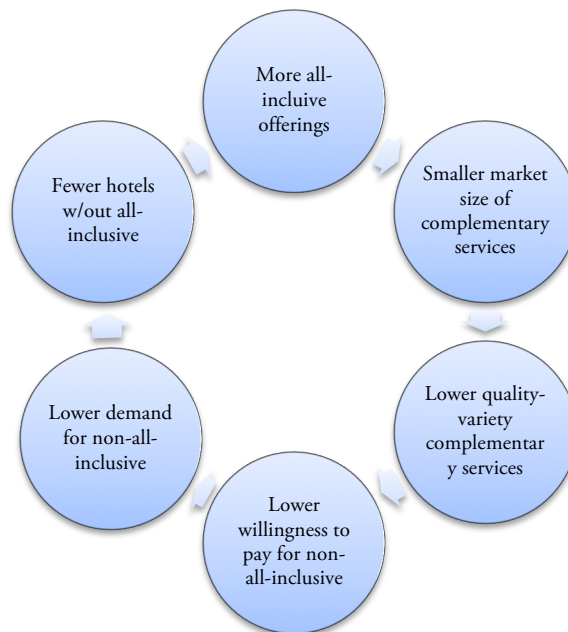 More all-
incluive
offerings
Smaller market
size of
complementary
services
Lower quality-
variety
complementar
y services
Lower
willingness to
pay for non-
all-inclusive
Lower demand
for non-all-
inclusive
Fewer hotels
w/out all-
inclusive